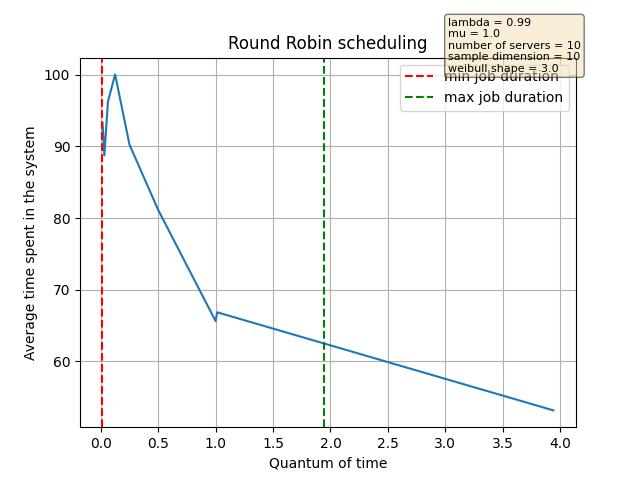 Round Robin scheduling
lambda = 0.99
mu = 1.0
number of servers = 10
sample dimension = 10
weibull shape = 3.0
min job duration
max job duration
Average time spent in the system
100
90
80
70
60
0.0 0.5 1.0 1.5 2.0 2.5 3.0 3.5 4.0
Quantum of time